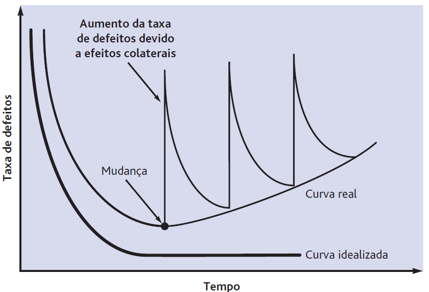 Aumento da taxa
de defeitos devido
a efeitos colaterais
Taxa de defeitos
Mudança
Curva real
Curva idealizada
Tempo